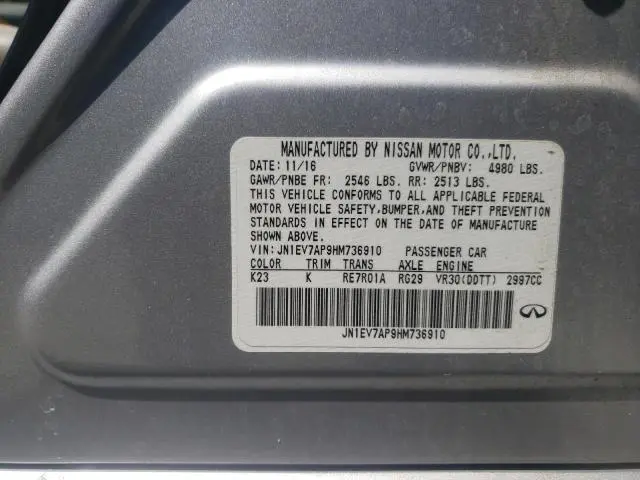 MANUFACTURED BY NISSAN MOTOR CO.,LTD.
DATE: 11/16 GVWR/PNBV: 4980 LBS.
GAWR/PNBE FR: 2546 LBS. RR: 2513 LBS.
THIS VEHICLE CONFORMS TO ALL APPLICABLE FEDERAL
MOTOR VEHICLE SAFETY,BUMPER,AND THEFT PREVENTION
STANDARDS IN EFFECT ON THE DATE OF MANUFACTURE
SHOWN ABOVE.
VIN: JN1EV7AP9HM736910 PASSENGER CAR
COLOR TRIM TRANS AXLE ENGINE
K23 K RE7R01A RG29 VR30(DDTT) 2997CC
JN1EV7AP9HM736910